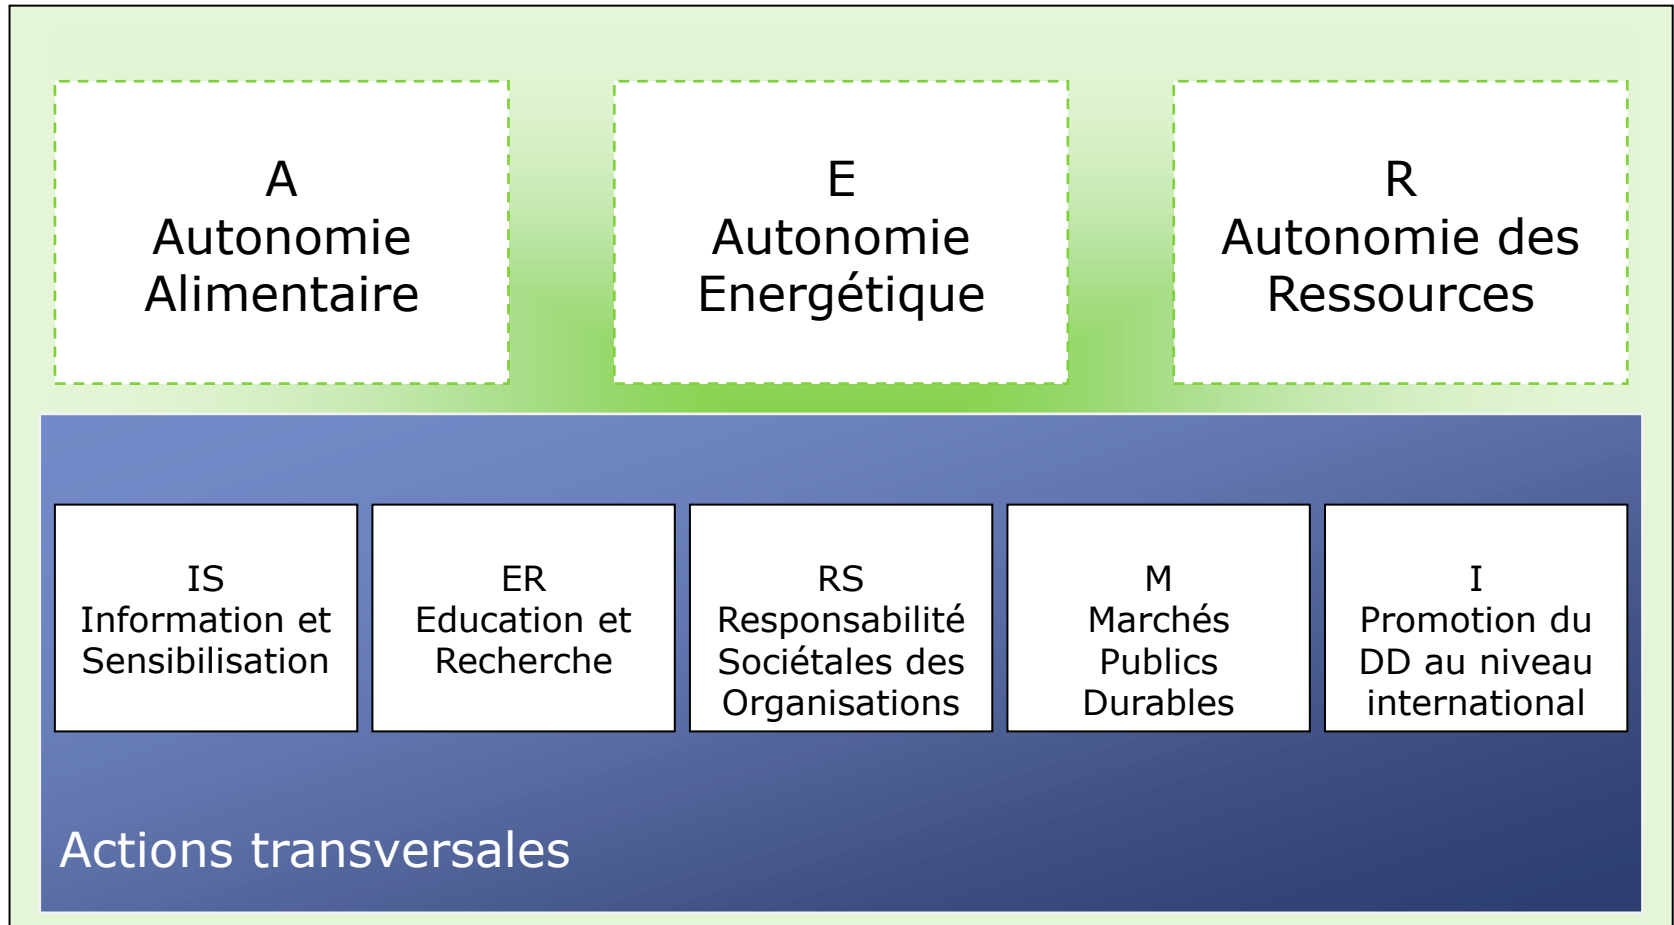 A
Autonomie
Alimentaire
E
Autonomie
Energétique
R
Autonomie des
Ressources
IS
Information et
Sensibilisation
ER
Education et
Recherche
RS
Responsabilité
Sociétales des
Organisations
M
Marchés
Publics
Durables
I
Promotion du
DD au niveau
international
Actions transversales